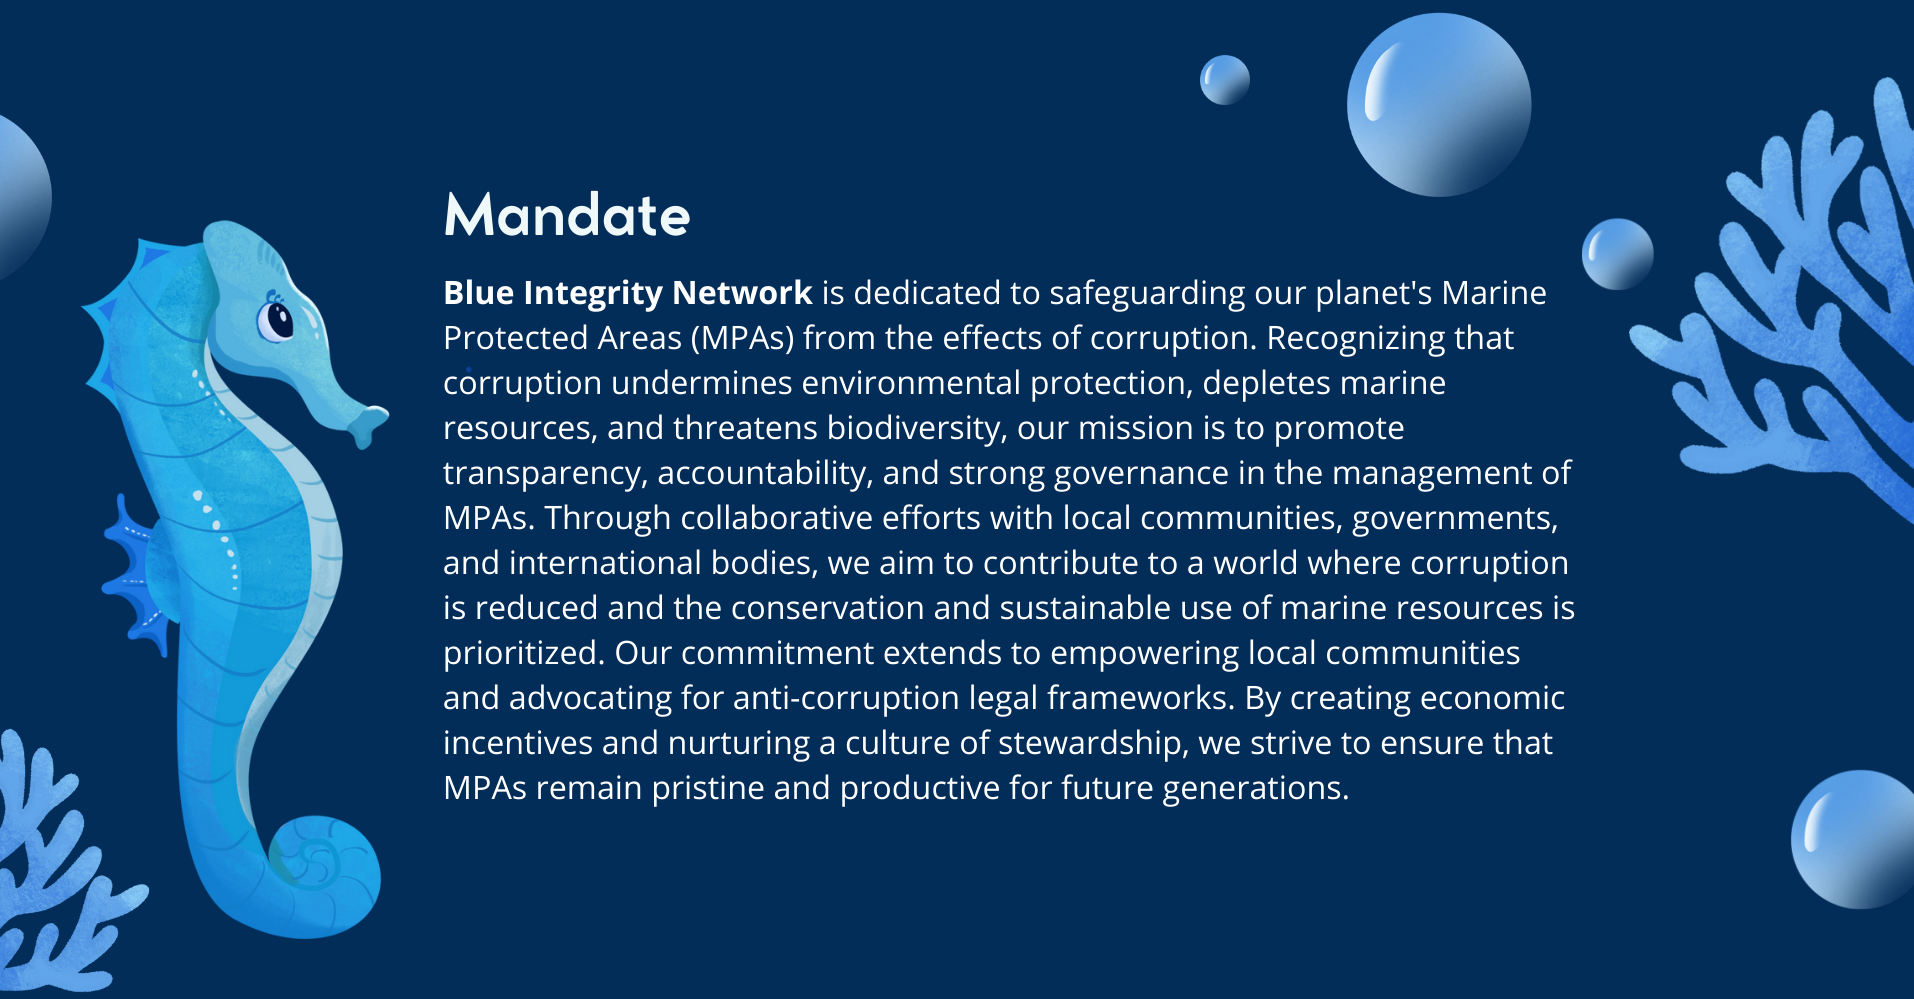 Mandate
Blue Integrity Network is dedicated to safeguarding our planet's Marine
Protected Areas (MPAs) from the effects of corruption. Recognizing that
corruption undermines environmental protection, depletes marine
resources, and threatens biodiversity, our mission is to promote
transparency, accountability, and strong governance in the management of
MPAs. Through collaborative efforts with local communities, governments,
and international bodies, we aim to contribute to a world where corruption
is reduced and the conservation and sustainable use of marine resources is
prioritized. Our commitment extends to empowering local communities
and advocating for anti-corruption legal frameworks. By creating economic
incentives and nurturing a culture of stewardship, we strive to ensure that
MPAs remain pristine and productive for future generations.